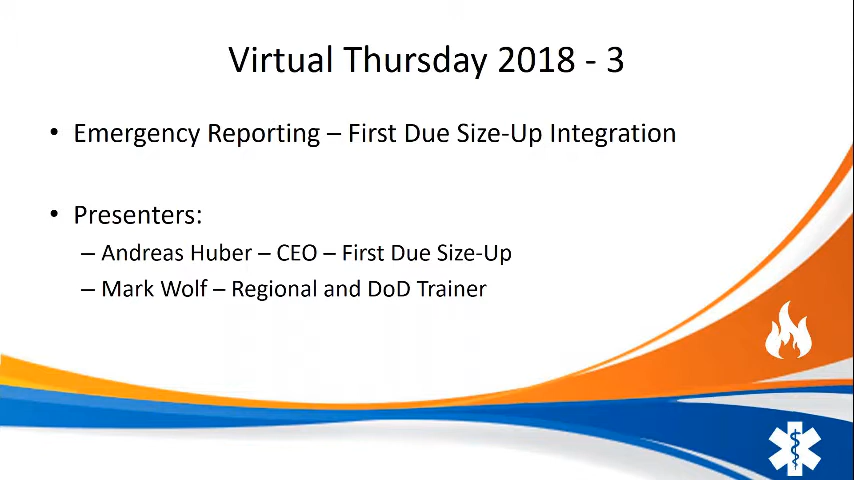 Virtual Thursday 2018 - 3
• Emergency Reporting – First Due Size-Up Integration
• Presenters:
– Andreas Huber – CEO – First Due Size-Up
– Mark Wolf – Regional and DoD Trainer